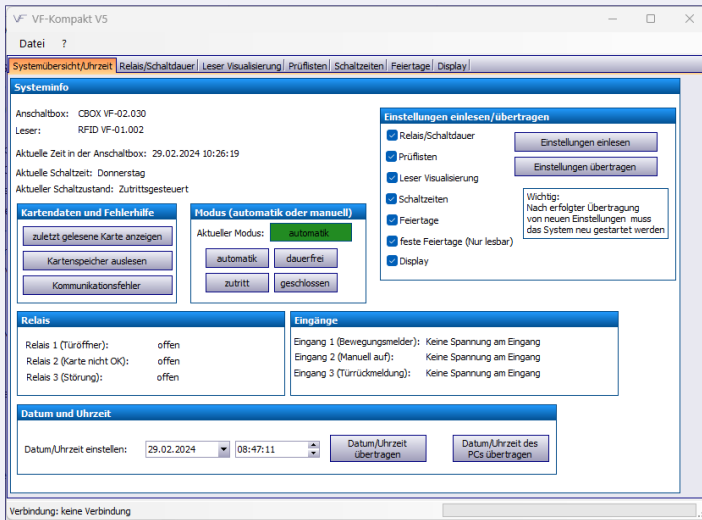 VF VF-Kompakt V5
Datei ?
Systemübersicht/Uhrzeit Relais/Schaltdauer Leser Visualisierung Prüflisten Schaltzeiten Feiertage Display
Systeminfo
Anschaltbox: CBOX VF-02.030
Leser: RFID VF-01.002
Aktuelle Zeit in der Anschaltbox: 29.02.2024 10:26:19
Aktuelle Schaltzeit: Donnerstag
Aktueller Schaltzustand: Zutrittsgesteuert
Einstellungen einlesen/übertragen
Relais/Schaltdauer
Prüflisten
Leser Visualisierung
Schaltzeiten
Feiertage
feste Feiertage (Nur lesbar)
Display
Einstellungen einlesen
Einstellungen übertragen
Wichtig:
Nach erfolgter Übertragung
von neuen Einstellungen muss
das System neu gestartet werden
Kartendaten und Fehlerhilfe
zuletzt gelesene Karte anzeigen
Kartenspeicher auslesen
Kommunikationsfehler
Modus (automatik oder manuell)
Aktueller Modus: automatik
automatik dauerfrei
zutritt geschlossen
Relais
Relais 1 (Türöffner): offen
Relais 2 (Karte nicht OK): offen
Relais 3 (Störung): offen
Eingänge
Eingang 1 (Bewegungsmelder): Keine Spannung am Eingang
Eingang 2 (Manuell auf): Keine Spannung am Eingang
Eingang 3 (Türrückmeldung): Keine Spannung am Eingang
Datum und Uhrzeit
Datum/Uhrzeit einstellen: 29.02.2024 08:47:11
Datum/Uhrzeit
übertragen
Datum/Uhrzeit des
PCs übertragen
Verbindung: keine Verbindung